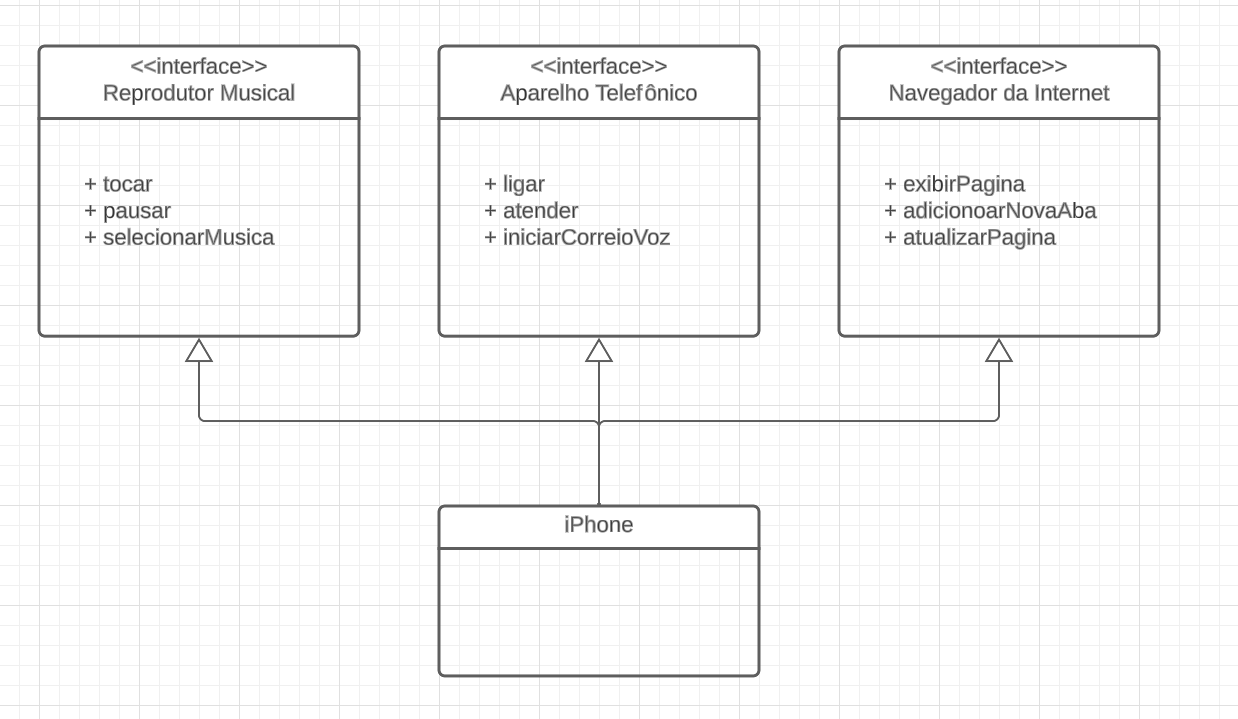 <<interface>>
Reprodutor Musical
+ tocar
+ pausar
+ selecionarMusica
<<interface>>
Aparelho Telefônico
+ ligar
+ atender
+ iniciarCorreioVoz
<<interface>>
Navegador da Internet
+ exibirPagina
+ adicionoarNovaAba
+ atualizarPagina
iPhone